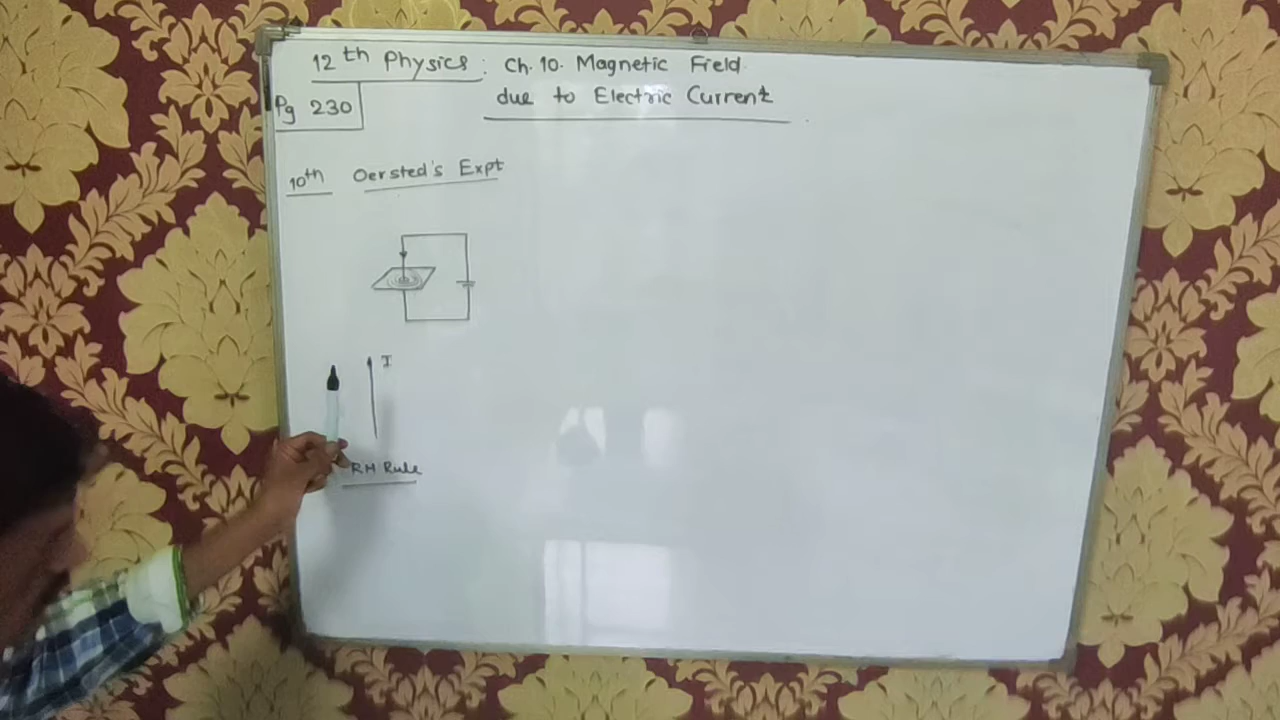 12th Physics : Ch. 10. Magnetic Field
due to Electric Current
Pg 230
10th Oersted's Expt
I
RH Rule